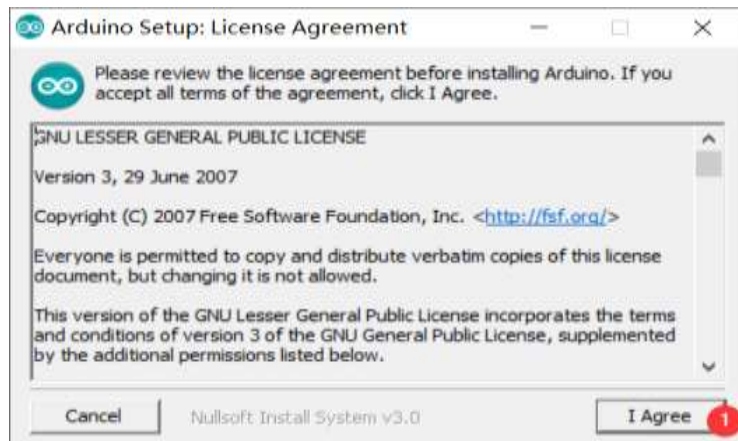 Arduino Setup: License Agreement
Please review the license agreement before installing Arduino. If you
accept all terms of the agreement, click I Agree.
GNU LESSER GENERAL PUBLIC LICENSE
Version 3, 29 June 2007
Copyright (C) 2007 Free Software Foundation, Inc. <http://fsf.org/>
Everyone is permitted to copy and distribute verbatim copies of this license
document, but changing it is not allowed.
This version of the GNU Lesser General Public License incorporates the terms
and conditions of version 3 of the GNU General Public License, supplemented
by the additional permissions listed below.
Cancel Nullsoft Install System v3.0 I Agree 1